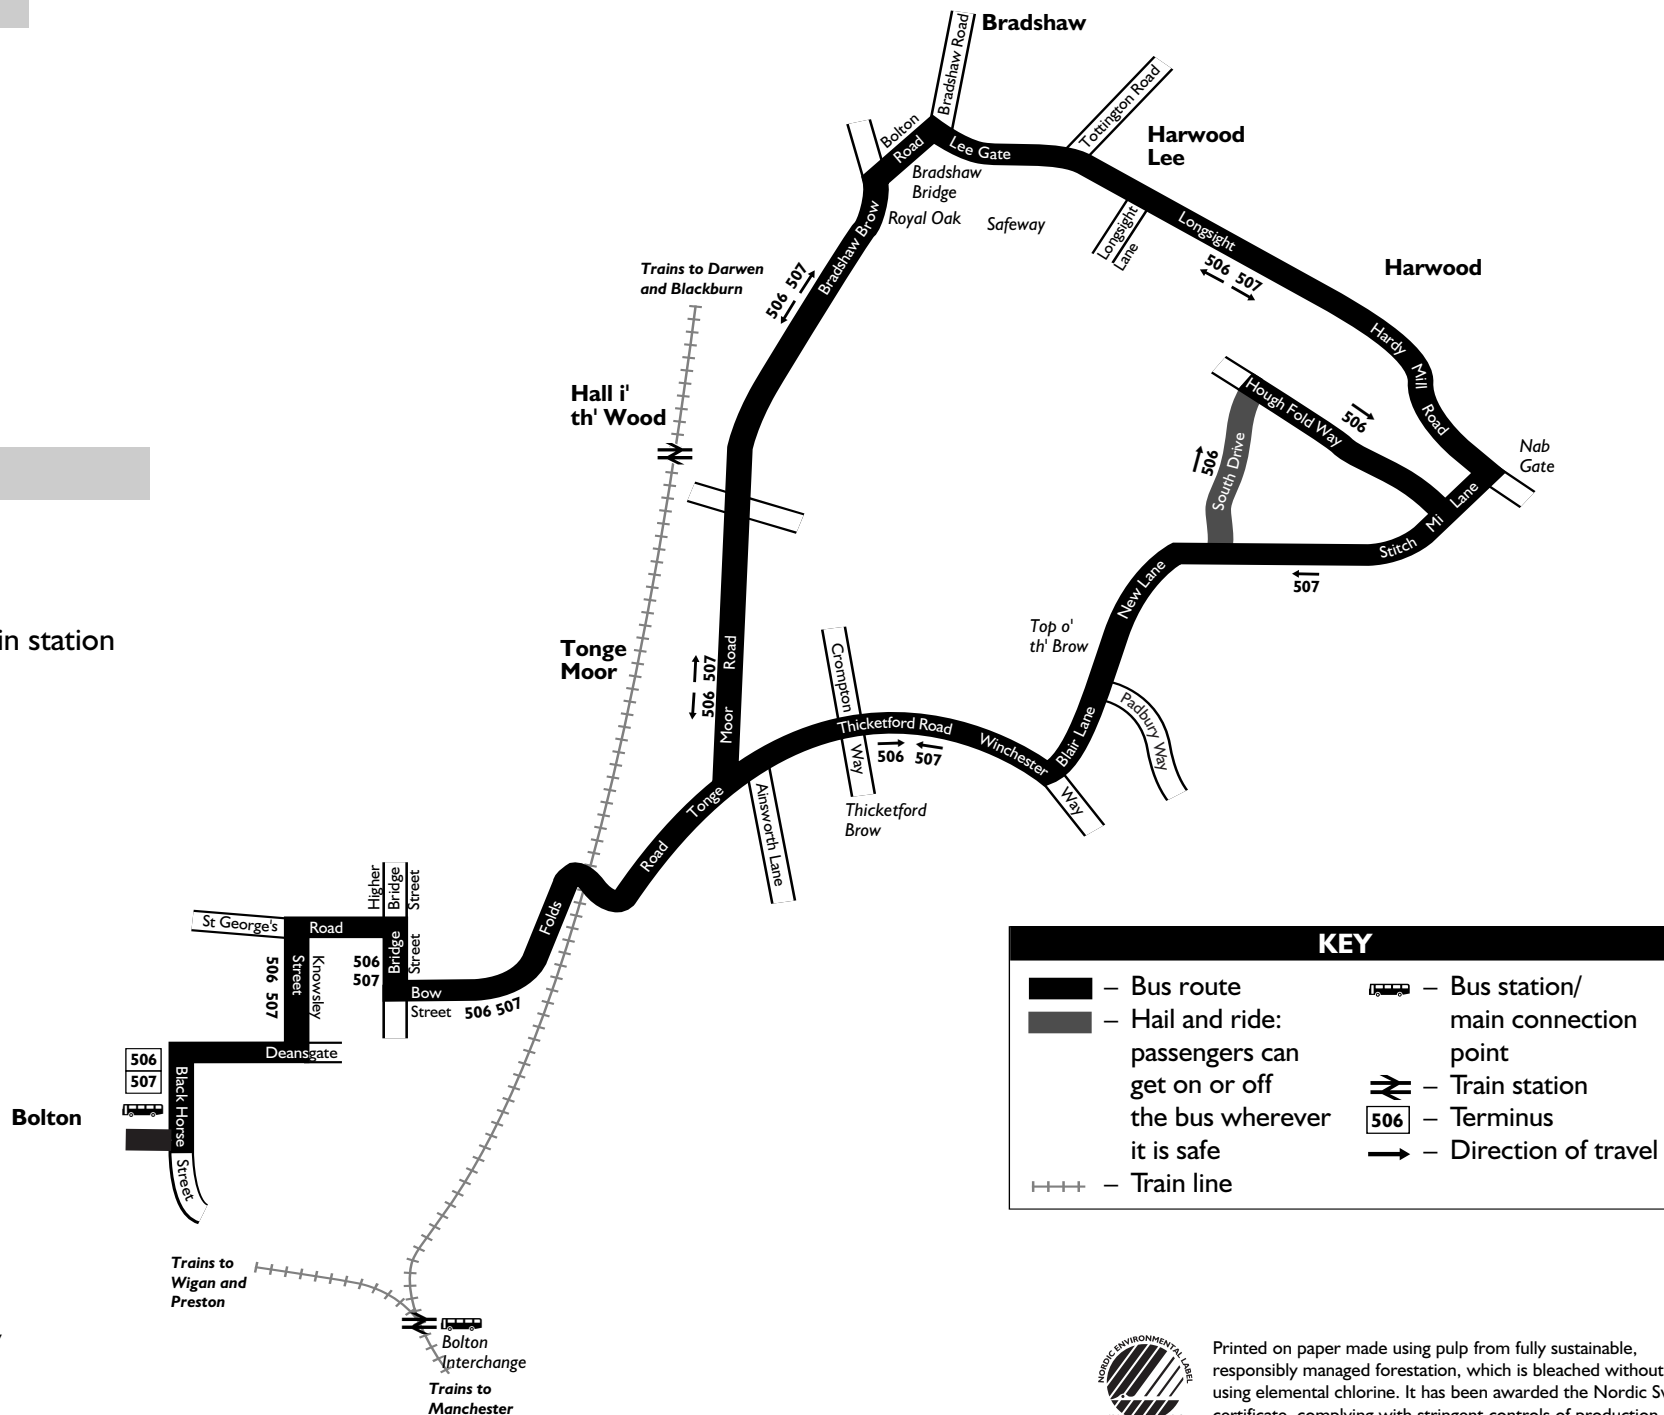 Bradshaw
Bradshaw Road
Tottington Road
Harwood
Lee
Bolton
Road
Lee Gate
Bradshaw
Bridge
Royal Oak
Safeway
Longsight
Lane
Longsight
506 507
Harwood
Trains to Darwen
and Blackburn
506 507
Bradshaw Brow
Hardy Mill Road
Hall i'
th' Wood
Hough Fold Way
506
506
South Drive
Nab
Gate
Lane
Mi
Stitch
507
New Lane
Top o'
th' Brow
in station
Tonge
Moor
506 507
Moor Road
Crompton
Way
Thicketford Road
506 507
Winchester
Way
Blair Lane
Padbury Way
Thicketford
Brow
Ainsworth Lane
Tonge
Road
Folds
Higher
Bridge
Street
St George's
Road
Bridge
Street
506
507
506 507
Street
Knowsley
Bow
Street
506 507
Deansgate
506
507
Black Horse
Street
Bolton
KEY
– Bus route
– Hail and ride:
passengers can
get on or off
the bus wherever
it is safe
– Train line
– Bus station/
main connection
point
– Train station
506 – Terminus
– Direction of travel
Trains to
Wigan and
Preston
Bolton
Interchange
Trains to
Manchester
NORDIC ENVIRONMENTAL LABEL
Printed on paper made using pulp from fully sustainable,
responsibly managed forestation, which is bleached without
using elemental chlorine. It has been awarded the Nordic Sw
certificate, complying with stringent controls of production